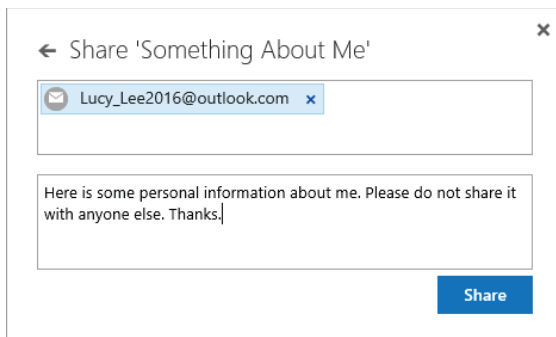 Share 'Something About Me'
Lucy_Lee2016@outlook.com
Here is some personal information about me. Please do not share it
with anyone else. Thanks.
Share